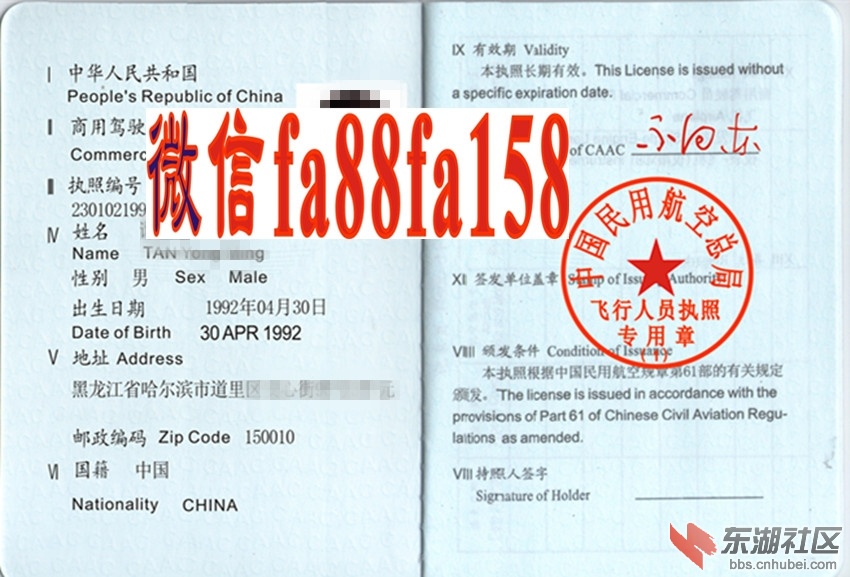 I 中华人民共和国
People's Republic of China
II 商用驾驶
Commerc
III 执照编号
230102199
IV 姓名
Name TAN Yong Ming
性别 男 Sex Male
出生日期 1992年04月30日
Date of Birth 30 APR 1992
V 地址 Address
黑龙江省哈尔滨市道里区
邮政编码 Zip Code 150010
VI 国籍 中国
Nationality CHINA
微信fa88fa158
IX 有效期 Validity
本执照长期有效。This License is issued without
a specific expiration date.
of CAAC
XI 签发单位盖章 Stamp of Issuing Authority
中国民用航空总局
飞行人员执照
专用章
(1)
VIII 颁发条件 Condition of Issuance
本执照根据中国民用航空规章第61部的有关规定
颁发。The license is issued in accordance with the
provisions of Part 61 of Chinese Civil Aviation Regu-
lations as amended.
VIII 持照人签字
Signature of Holder
东湖社区
bbs.cnhubei.com